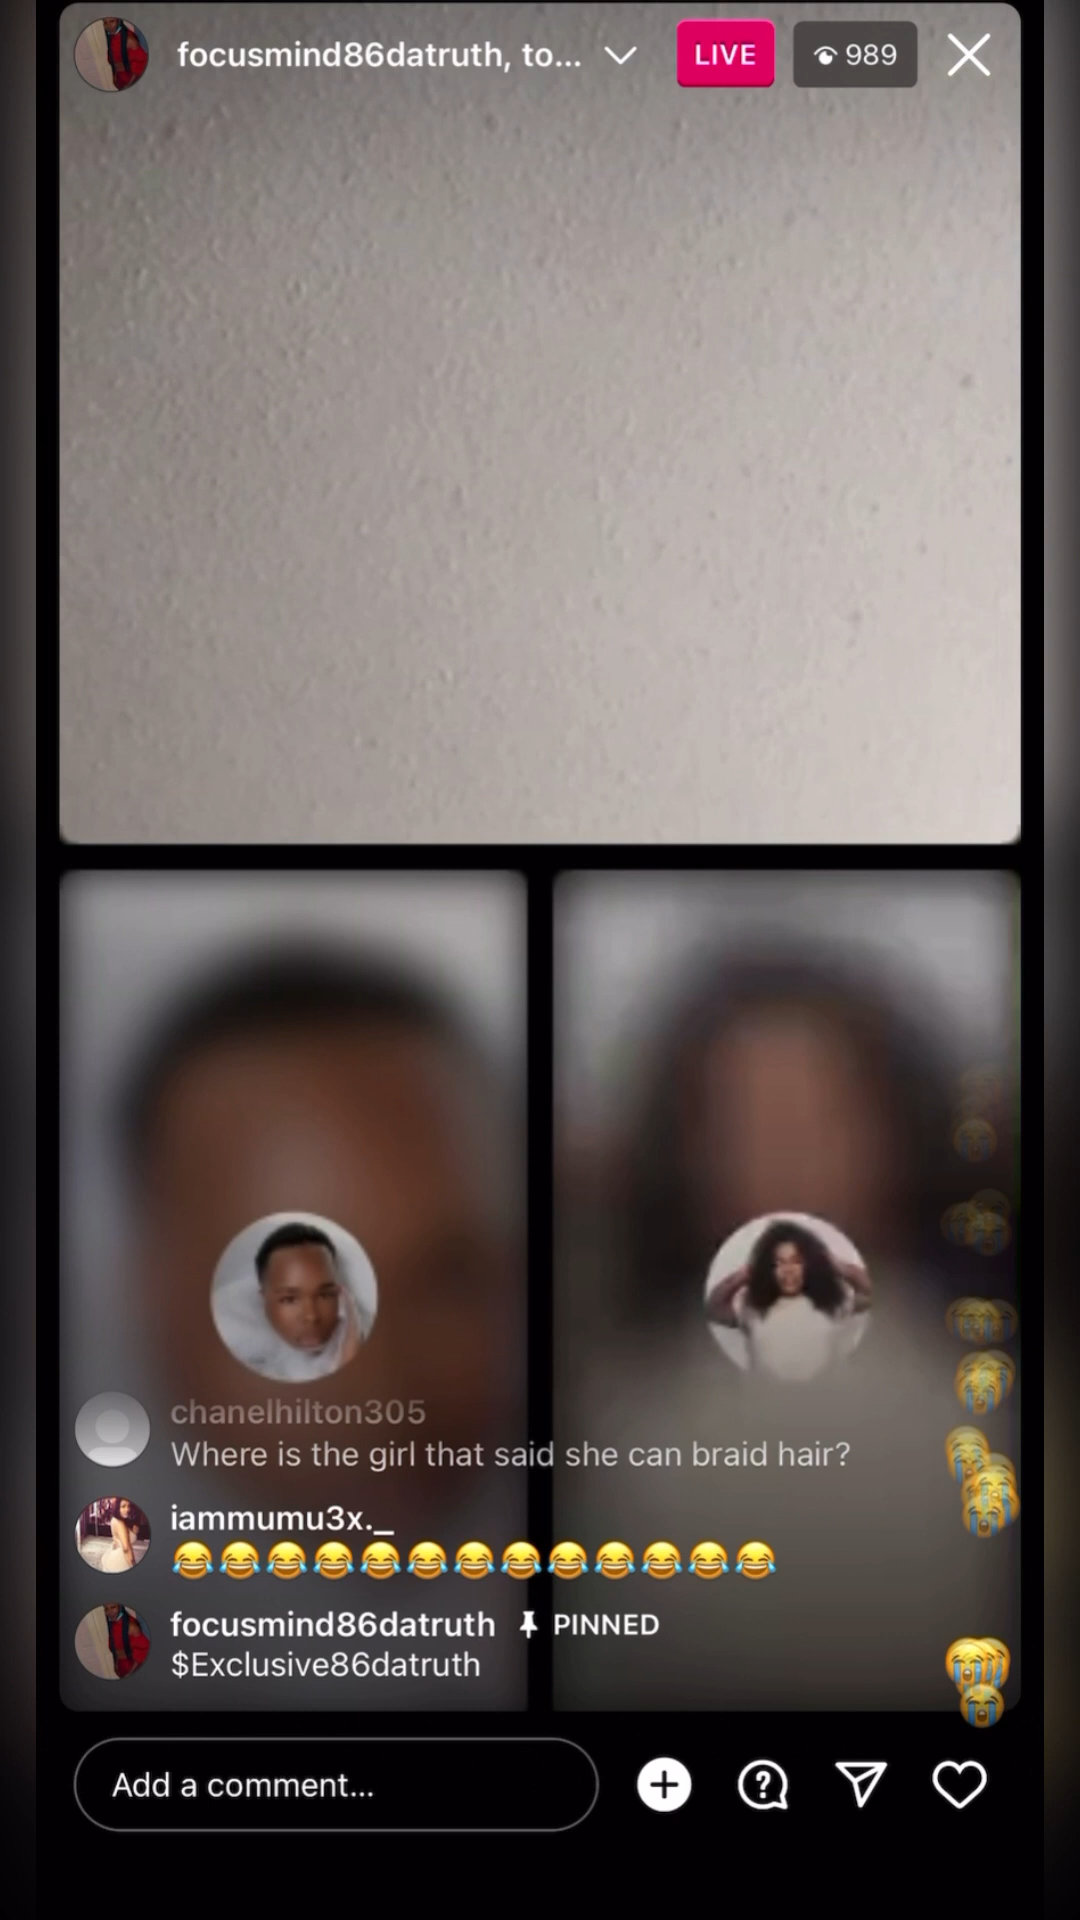 focusmind86datruth, to...
LIVE
989
chanelhilton305
Where is the girl that said she can braid hair?
iammumu3x._
😂😂😂😂😂😂😂😂😂😂😂😂😂
focusmind86datruth PINNED
$Exclusive86datruth
Add a comment...